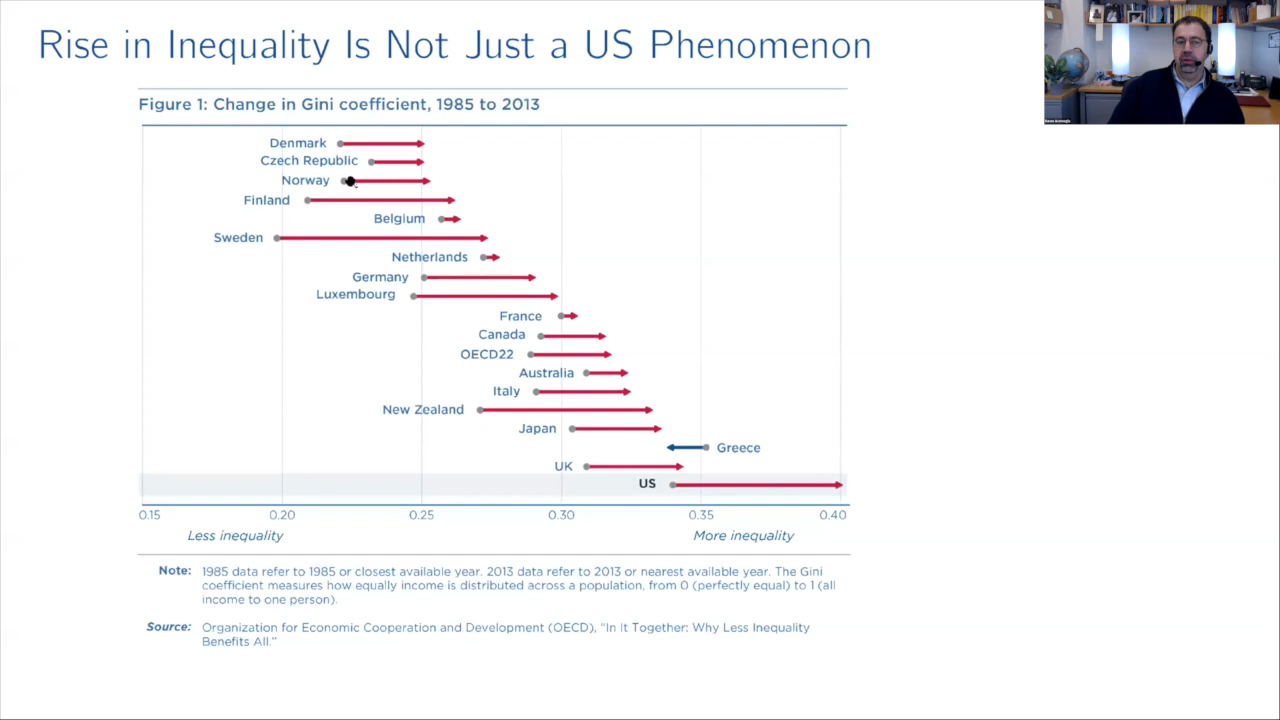 Rise in Inequality Is Not Just a US Phenomenon
Figure 1: Change in Gini coefficient, 1985 to 2013
Denmark
Czech Republic
Norway
Finland
Belgium
Sweden
Netherlands
Germany
Luxembourg
France
Canada
OECD22
Australia
Italy
New Zealand
Japan
Greece
UK
US
0.15 0.20 0.25 0.30 0.35 0.40
Less inequality More inequality
Note: 1985 data refer to 1985 or closest available year. 2013 data refer to 2013 or nearest available year. The Gini
coefficient measures how equally income is distributed across a population, from 0 (perfectly equal) to 1 (all
income to one person).
Source: Organization for Economic Cooperation and Development (OECD), “In It Together: Why Less Inequality
Benefits All.”